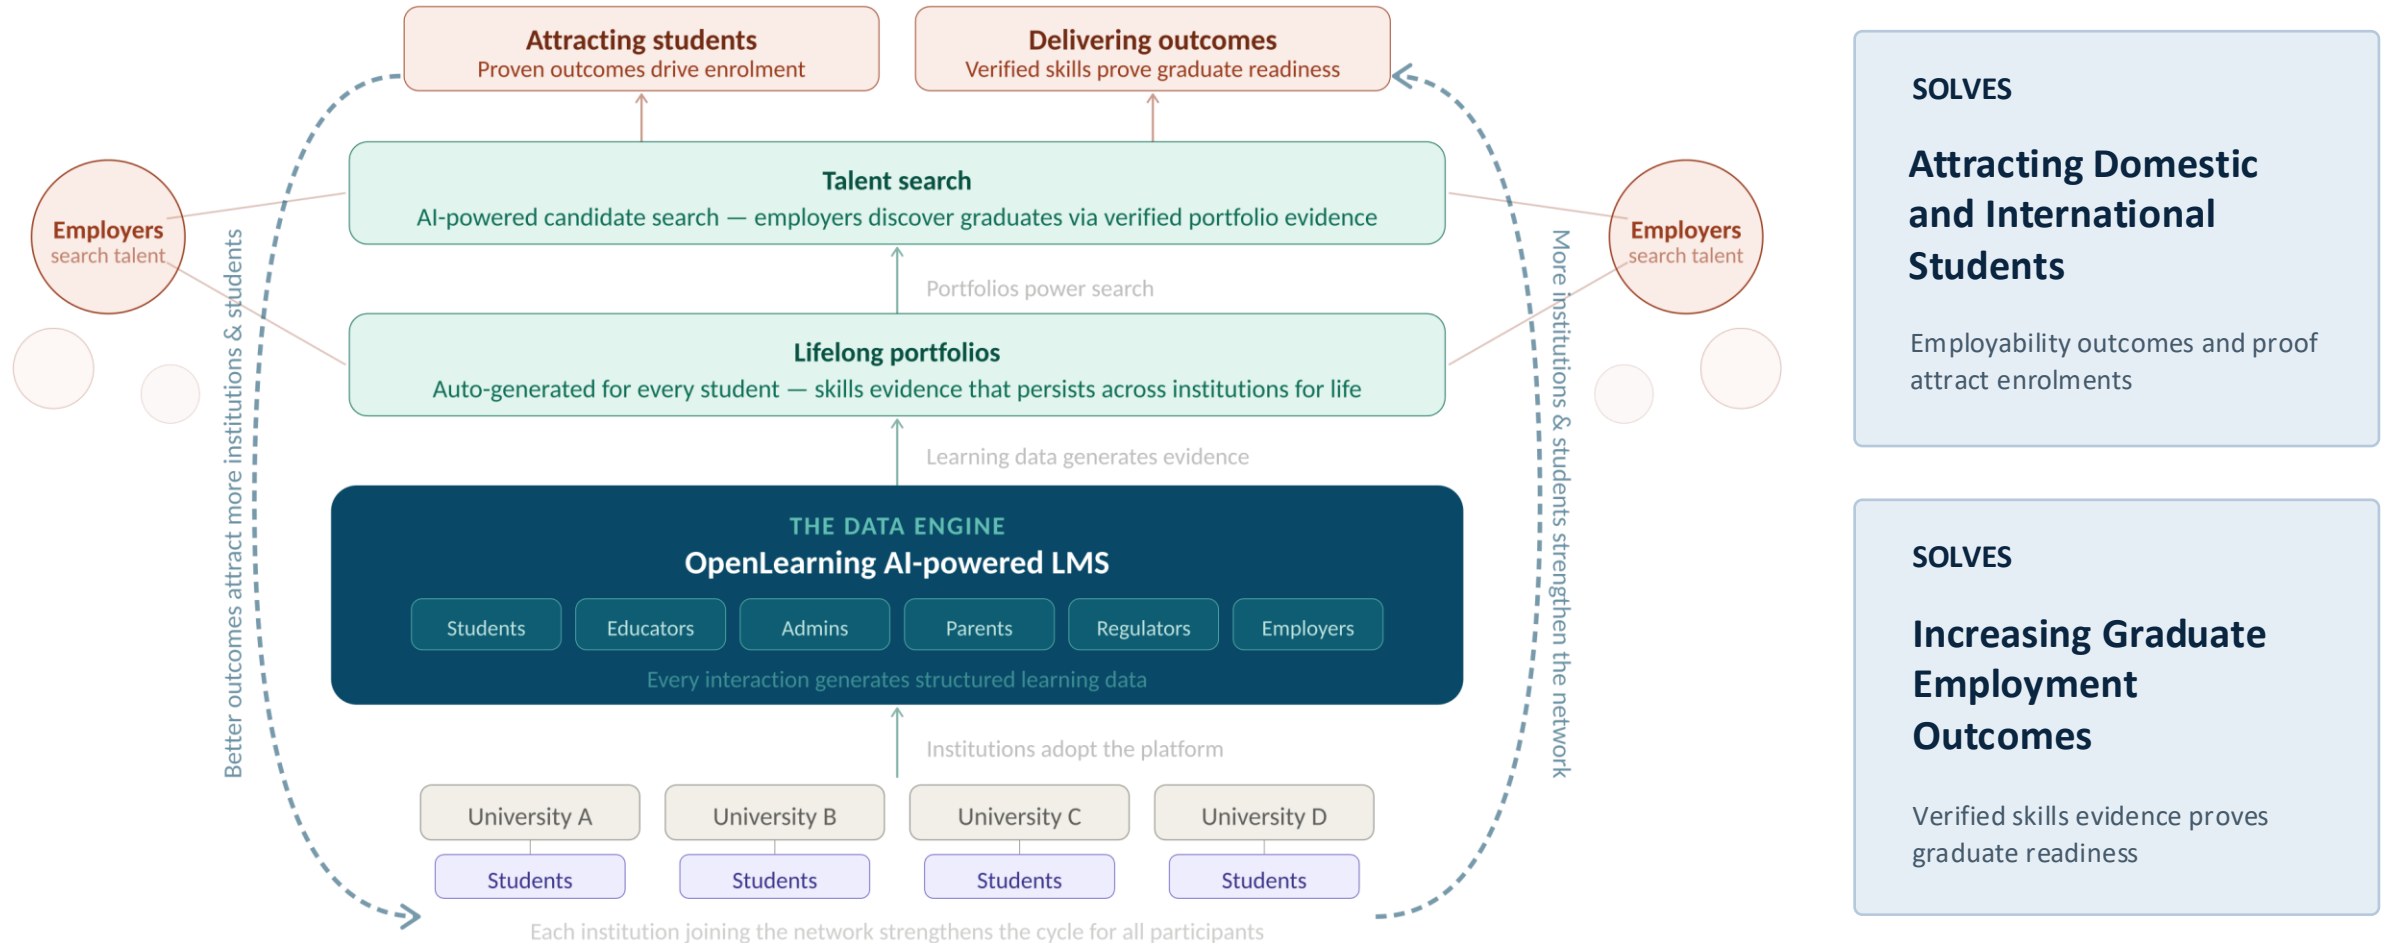 Attracting students
Proven outcomes drive enrolment
Delivering outcomes
Verified skills prove graduate readiness
Talent search
AI-powered candidate search — employers discover graduates via verified portfolio evidence
Employers
search talent
Employers
search talent
Portfolios power search
Lifelong portfolios
Auto-generated for every student — skills evidence that persists across institutions for life
Learning data generates evidence
Better outcomes attract more institutions & students
More institutions & students strengthen the network
THE DATA ENGINE
OpenLearning AI-powered LMS
Students
Educators
Admins
Parents
Regulators
Employers
Every interaction generates structured learning data
Institutions adopt the platform
University A
University B
University C
University D
Students
Students
Students
Students
Each institution joining the network strengthens the cycle for all participants
SOLVES
Attracting Domestic
and International
Students
Employability outcomes and proof
attract enrolments
SOLVES
Increasing Graduate
Employment
Outcomes
Verified skills evidence proves
graduate readiness